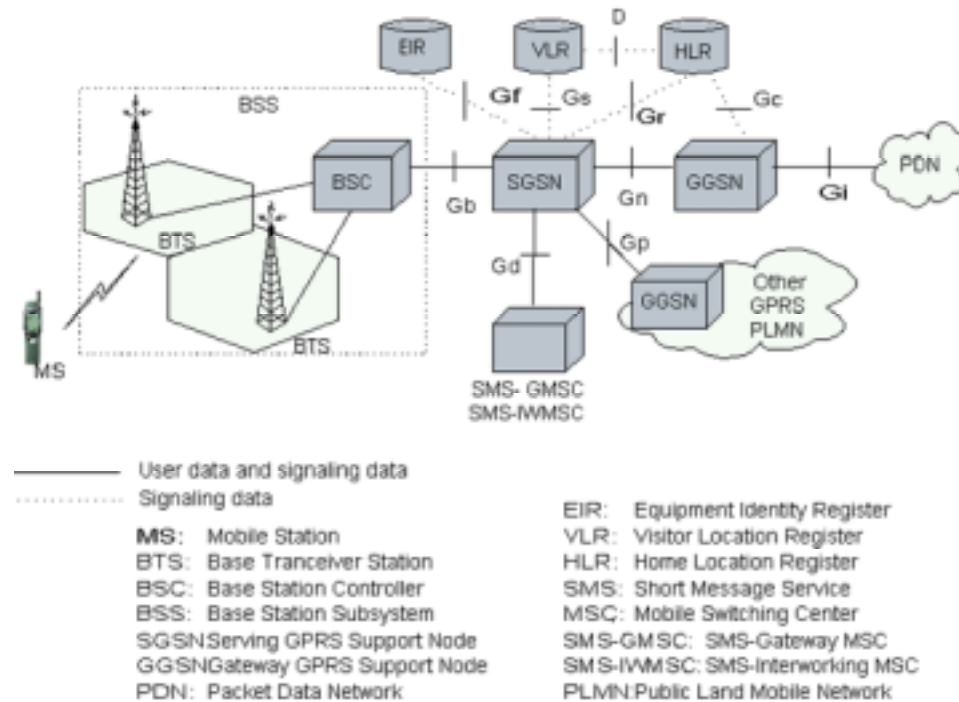 D
EIR
VLR
HLR
Gf
Gs
Gr
Gc
BSS
BSC
SGSN
GGSN
PDN
Gb
Gn
Gi
BTS
Gp
Gd
GGSN
Other
GPRS
PLMN
BTS
MS
SMS- GMSC
SMS-IWMSC
User data and signaling data
Signaling data
MS: Mobile Station
BTS: Base Tranceiver Station
BSC: Base Station Controller
BSS: Base Station Subsystem
SGSN:Serving GPRS Support Node
GGSNGateway GPRS Support Node
PDN: Packet Data Network
EIR: Equipment Identity Register
VLR: Visitor Location Register
HLR: Home Location Register
SMS: Short Message Service
MSC: Mobile Switching Center
SMS-GMSC: SMS-Gateway MSC
SMS-IWMSC: SMS-Interworking MSC
PLMN:Public Land Mobile Network